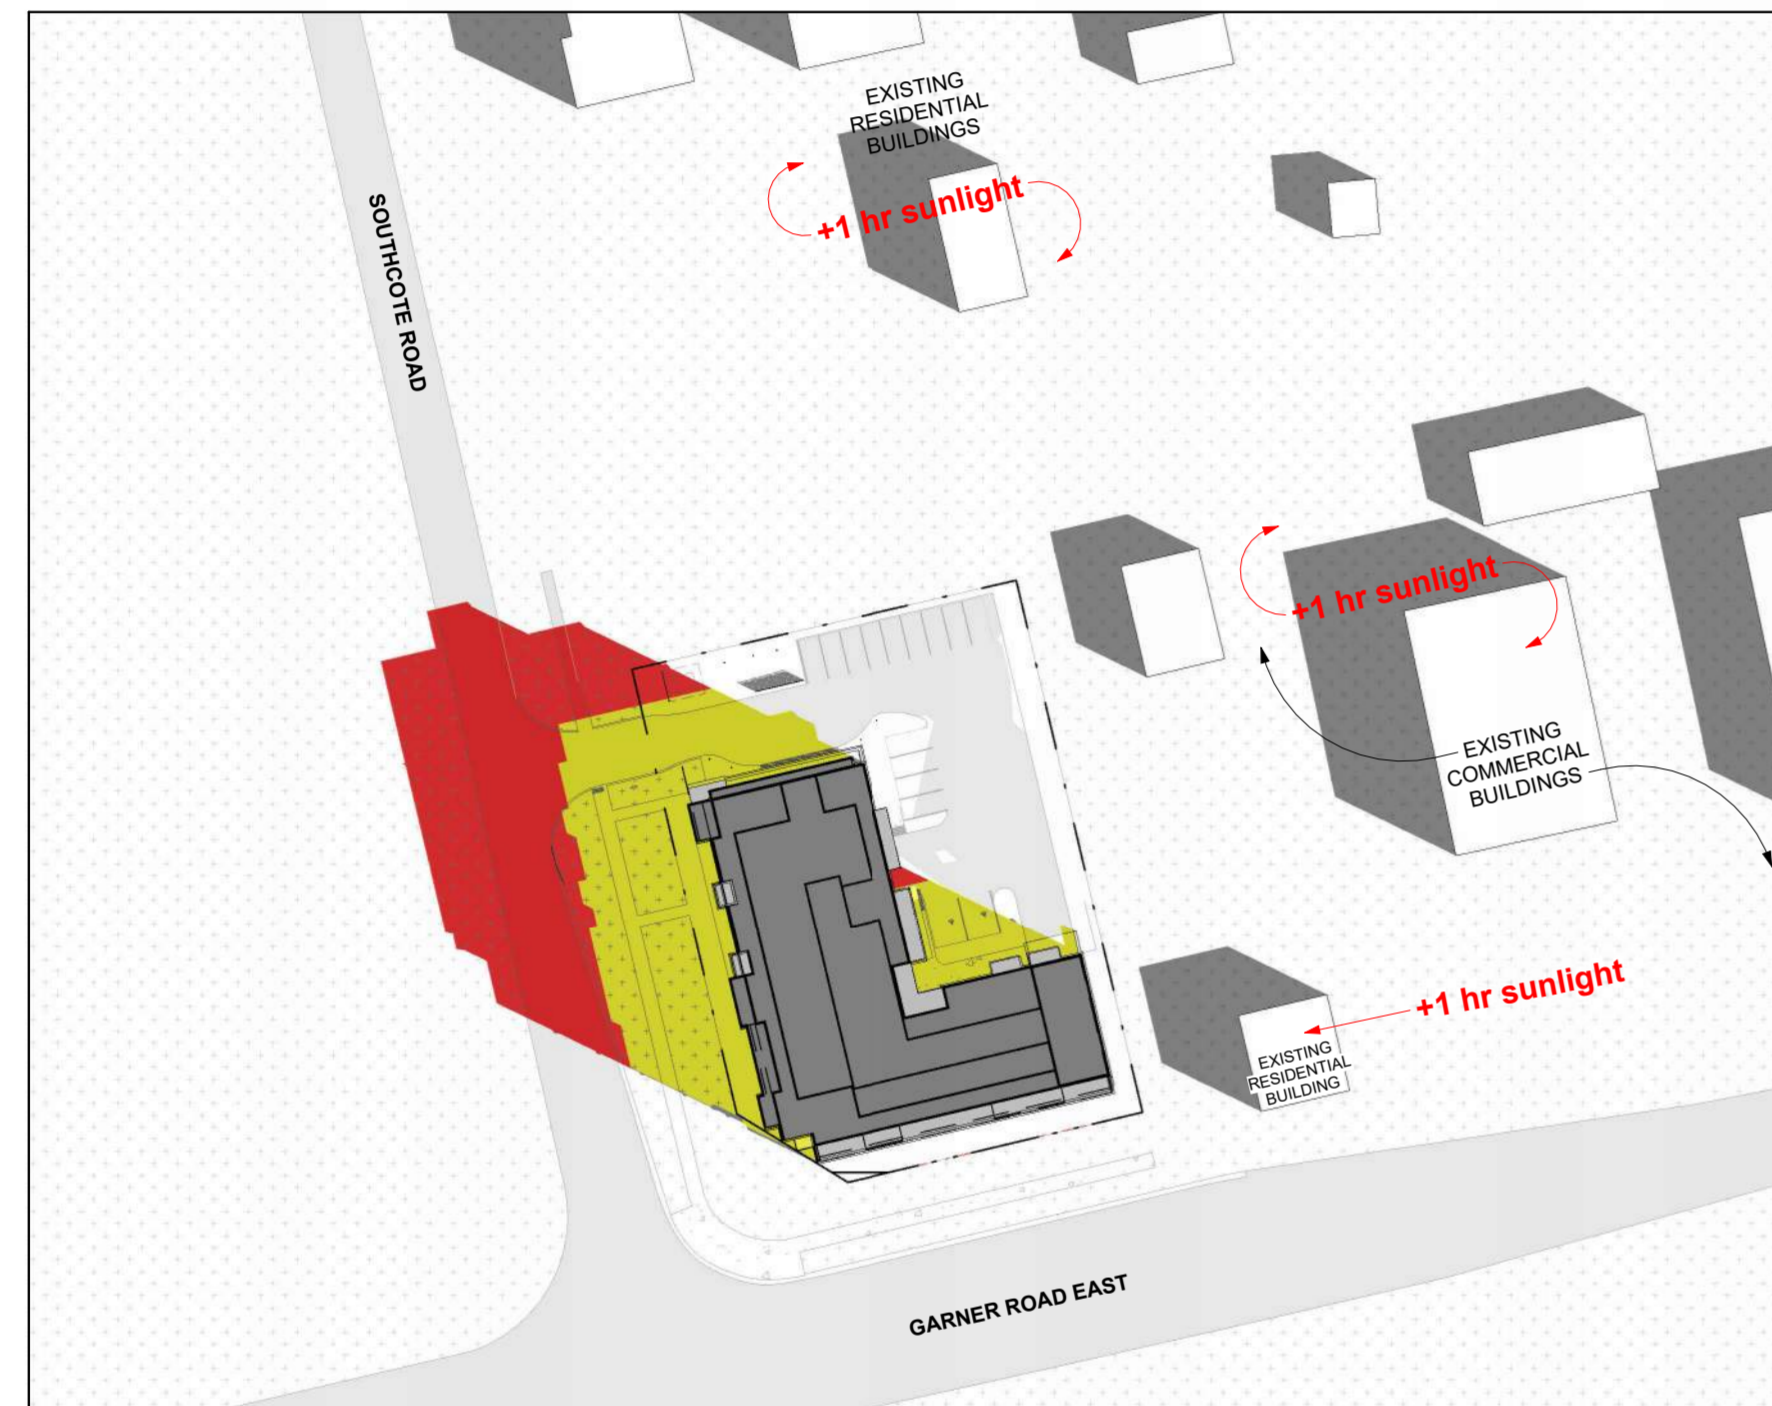 EXISTING
RESIDENTIAL
BUILDINGS
+1 hr sunlight
SOUTHCOTE ROAD
+1 hr sunlight
EXISTING
COMMERCIAL
BUILDINGS
+1 hr sunlight
EXISTING
RESIDENTIAL
BUILDING
GARNER ROAD EAST